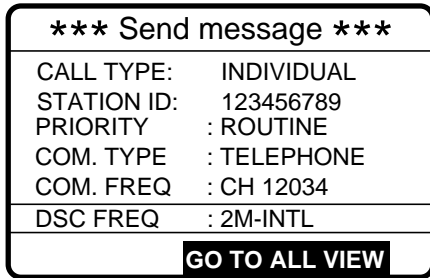 *** Send message ***
CALL TYPE: INDIVIDUAL
STATION ID: 123456789
PRIORITY : ROUTINE
COM. TYPE : TELEPHONE
COM. FREQ : CH 12034
DSC FREQ : 2M-INTL
GO TO ALL VIEW